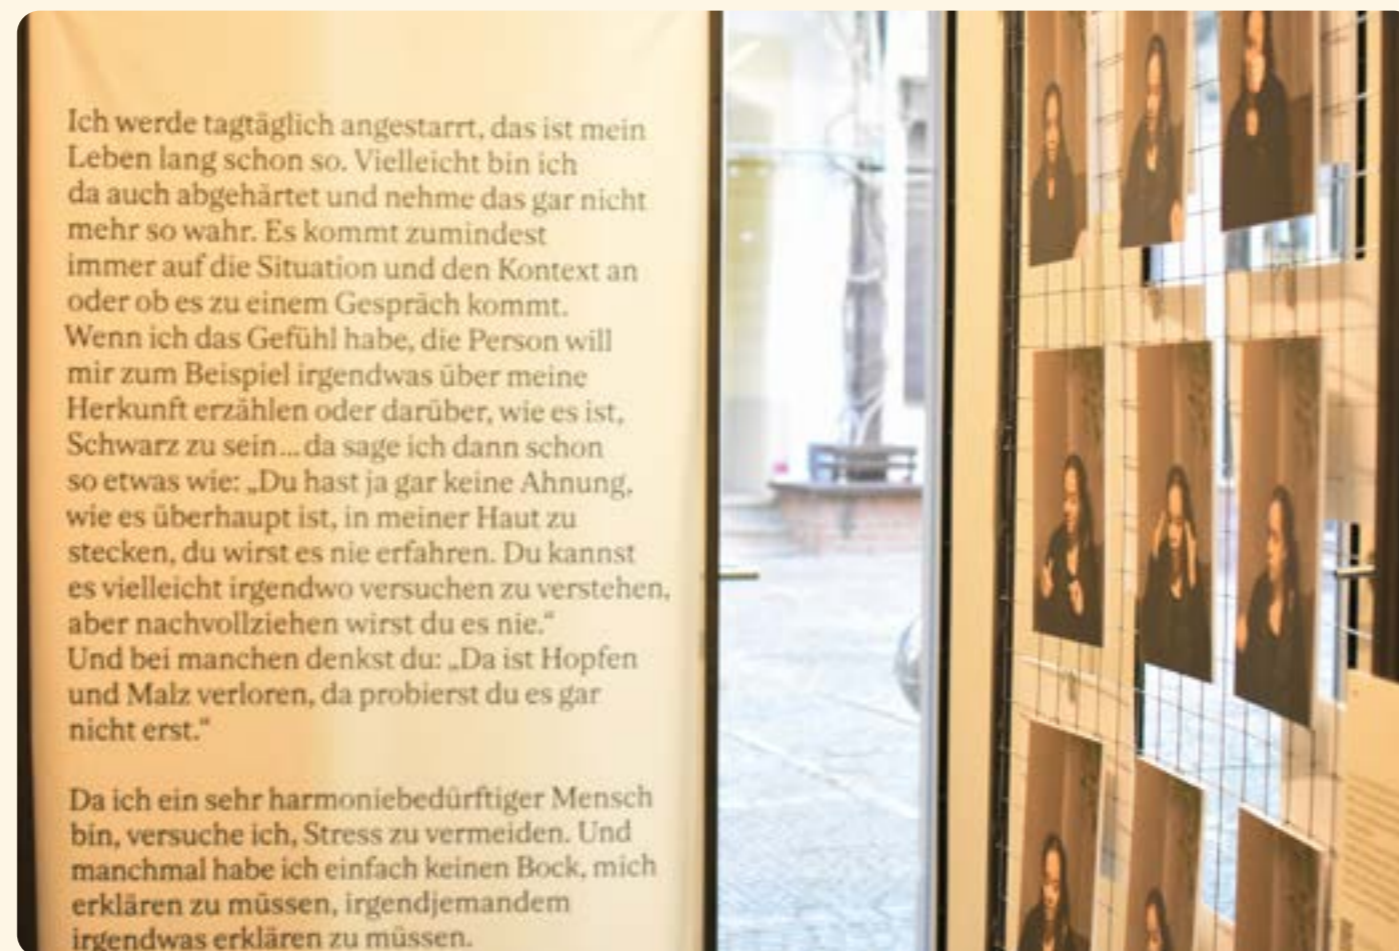 Ich werde tagtäglich angestarrt, das ist mein
Leben lang schon so. Vielleicht bin ich
da auch abgehärtet und nehme das gar nicht
mehr so wahr. Es kommt zumindest
immer auf die Situation und den Kontext an
oder ob es zu einem Gespräch kommt.
Wenn ich das Gefühl habe, die Person will
mir zum Beispiel irgendwas über meine
Herkunft erzählen oder darüber, wie es ist,
Schwarz zu sein... da sage ich dann schon
so etwas wie: „Du hast ja gar keine Ahnung,
wie es überhaupt ist, in meiner Haut zu
stecken, du wirst es nie erfahren. Du kannst
es vielleicht irgendwo versuchen zu verstehen,
aber nachvollziehen wirst du es nie.“
Und bei manchen denkst du: „Da ist Hopfen
und Malz verloren, da probierst du es gar
nicht erst.“
Da ich ein sehr harmoniebedürftiger Mensch
bin, versuche ich, Stress zu vermeiden. Und
manchmal habe ich einfach keinen Bock, mich
erklären zu müssen, irgendjemandem
irgendwas erklären zu müssen.